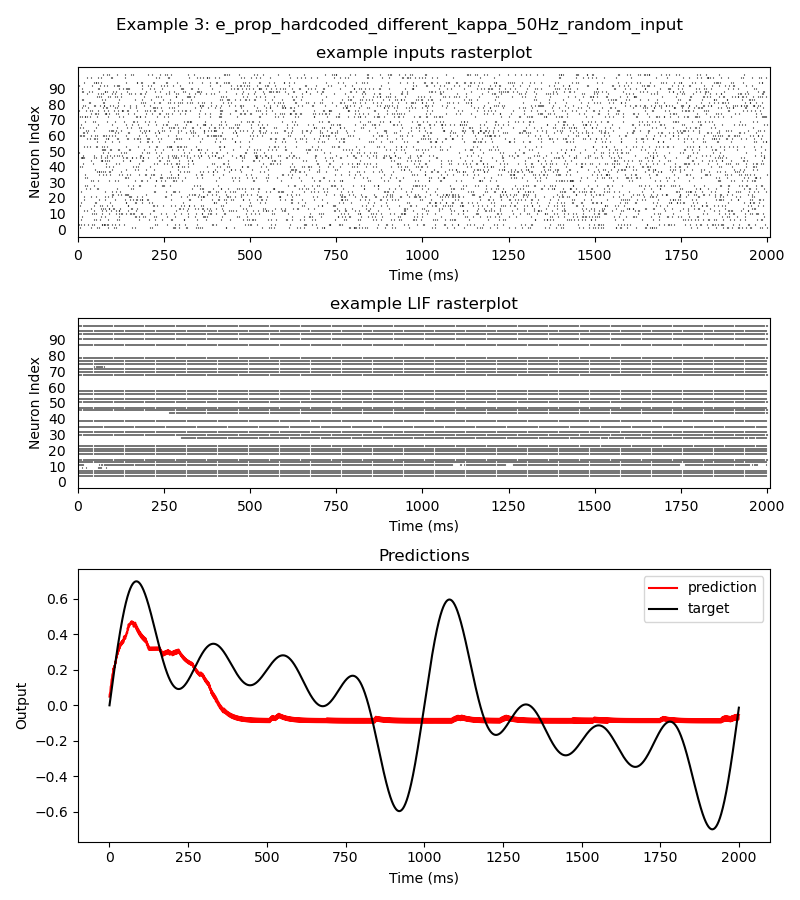 Example 3: e_prop_hardcoded_different_kappa_50Hz_random_input
example inputs rasterplot
90
80
70
60
50
40
30
20
10
0
Neuron Index
0 250 500 750 1000 1250 1500 1750 2000
Time (ms)
example LIF rasterplot
90
80
70
60
50
40
30
20
10
0
Neuron Index
0 250 500 750 1000 1250 1500 1750 2000
Time (ms)
Predictions
prediction
target
0.6
0.4
0.2
0.0
−0.2
−0.4
−0.6
Output
0 250 500 750 1000 1250 1500 1750 2000
Time (ms)